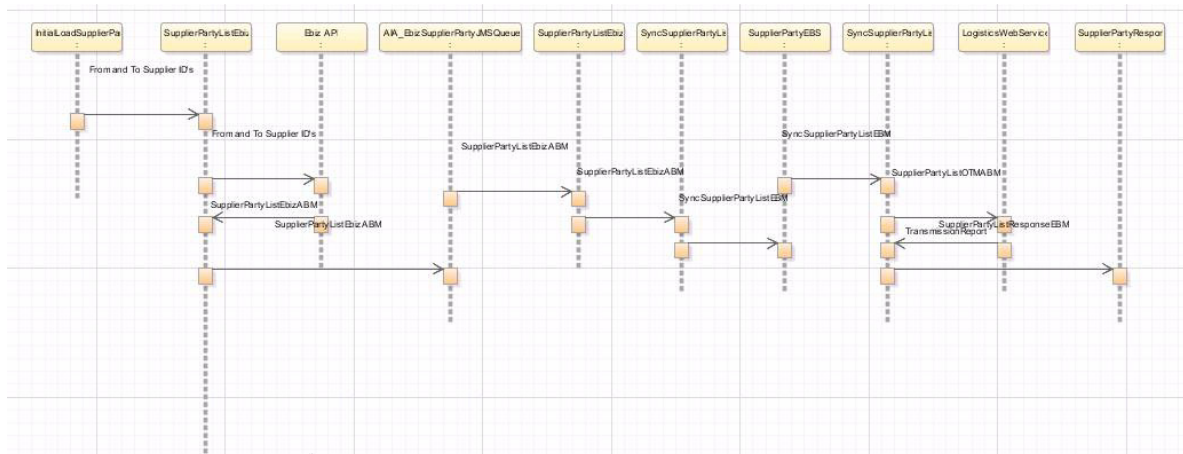 InitialLoadSupplierPa
:
SupplierPartyListEbiz
:
Ebiz API
:
AIA_EbizSupplierPartyJMSQueue
:
SupplierPartyListEbiz
:
SyncSupplierPartyLis
:
SupplierPartyEBS
:
SyncSupplierPartyLis
:
LogisticsWebService
:
SupplierPartyRespon
:
From and To Supplier ID's
From and To Supplier ID's
SyncSupplierPartyListEBM
SupplierPartyListEbizABM
SupplierPartyListEbizABM
SupplierPartyListOTMABM
SyncSupplierPartyListEBM
SupplierPartyListEbizABM
SupplierPartyListEbizABM
SupplierPartyListResponseEBM
TransmissionReport